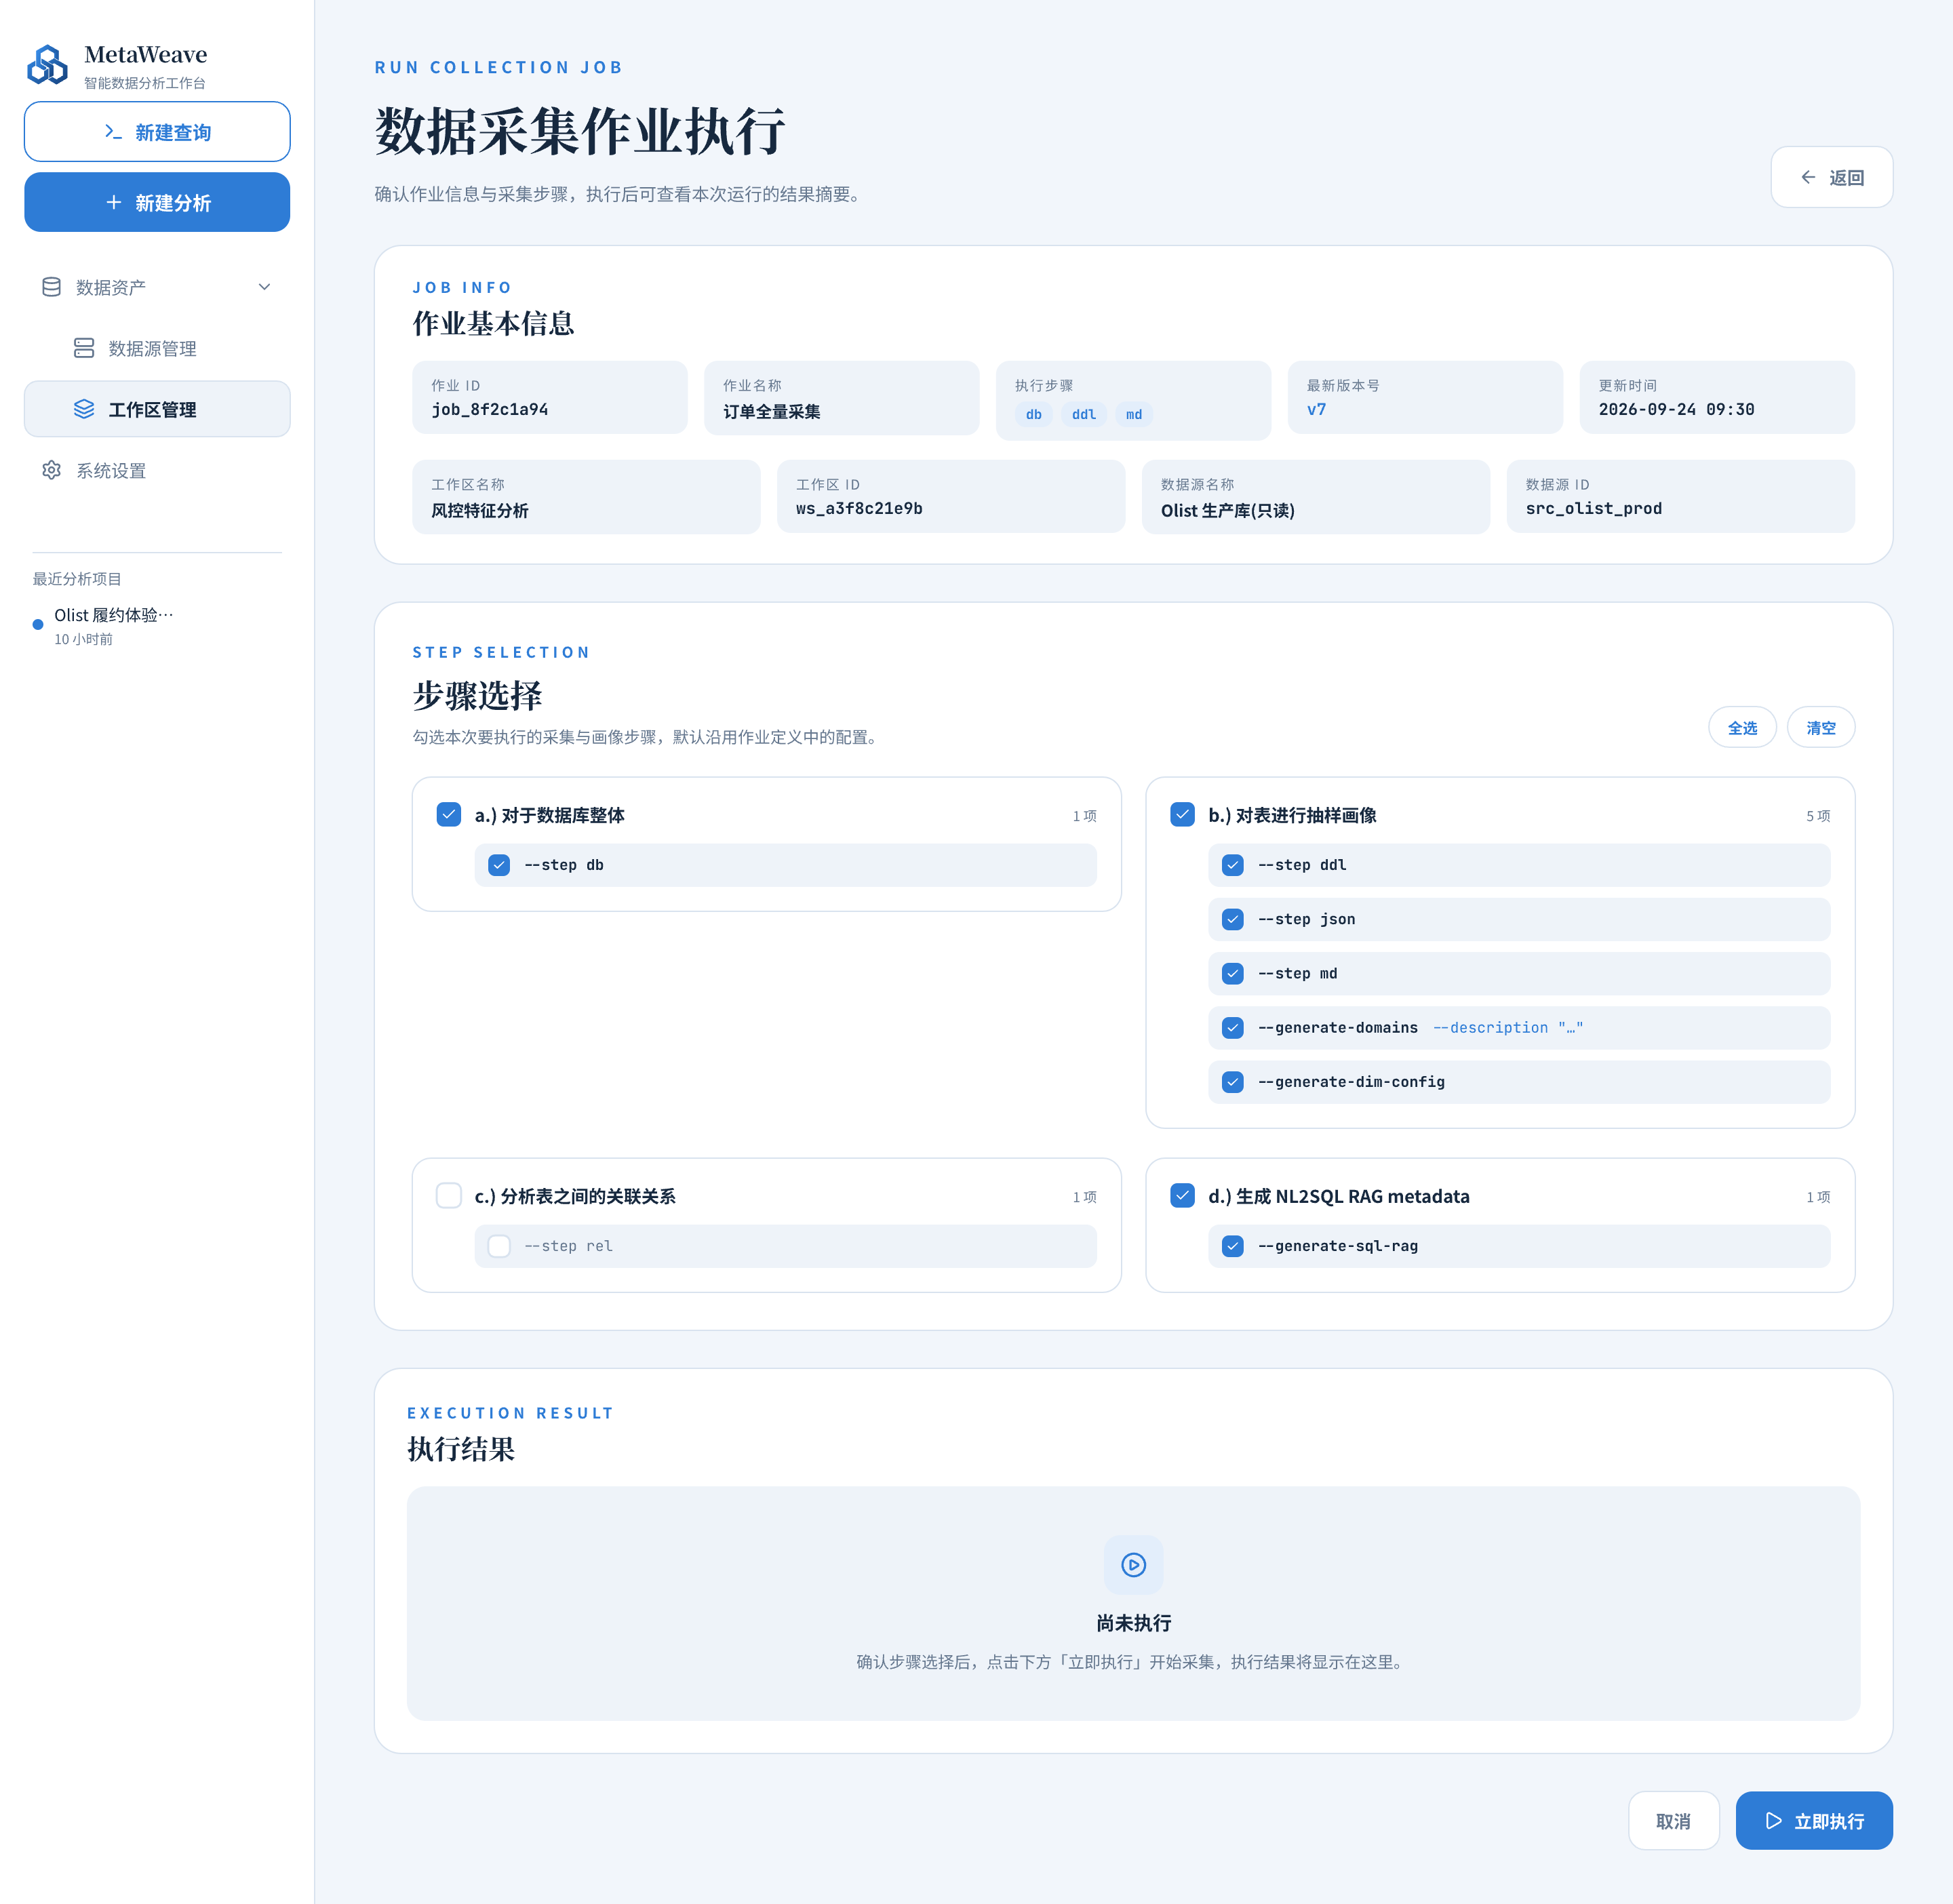 MetaWeave
智能数据分析工作台
新建查询
新建分析
数据资产
数据源管理
工作区管理
系统设置
最近分析项目
Olist 履约体验…
10 小时前
RUN COLLECTION JOB
数据采集作业执行
确认作业信息与采集步骤，执行后可查看本次运行的结果摘要。
返回
JOB INFO
作业基本信息
作业 ID
job_8f2c1a94
作业名称
订单全量采集
执行步骤
db ddl md
最新版本号
v7
更新时间
2026-09-24 09:30
工作区名称
风控特征分析
工作区 ID
ws_a3f8c21e9b
数据源名称
Olist 生产库(只读)
数据源 ID
src_olist_prod
STEP SELECTION
步骤选择
勾选本次要执行的采集与画像步骤，默认沿用作业定义中的配置。
全选
清空
a.) 对于数据库整体 1 项
--step db
b.) 对表进行抽样画像 5 项
--step ddl
--step json
--step md
--generate-domains --description "…"
--generate-dim-config
c.) 分析表之间的关联关系 1 项
--step rel
d.) 生成 NL2SQL RAG metadata 1 项
--generate-sql-rag
EXECUTION RESULT
执行结果
尚未执行
确认步骤选择后，点击下方「立即执行」开始采集，执行结果将显示在这里。
取消
立即执行